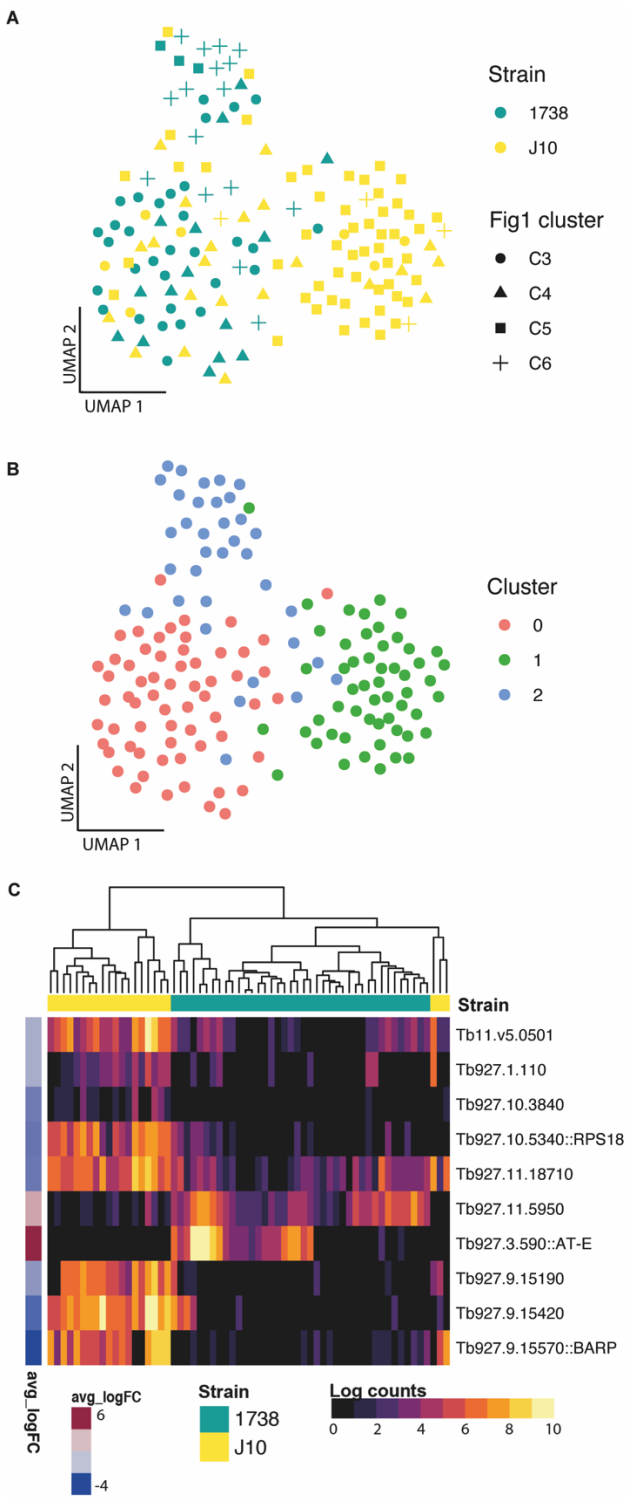 A
Strain
1738
J10
Fig1 cluster
C3
C4
C5
C6
UMAP 2
UMAP 1
B
Cluster
0
1
2
UMAP 2
UMAP 1
C
Strain
Tb11.v5.0501
Tb927.1.110
Tb927.10.3840
Tb927.10.5340::RPS18
Tb927.11.18710
Tb927.11.5950
Tb927.3.590::AT-E
Tb927.9.15190
Tb927.9.15420
Tb927.9.15570::BARP
avg_logFC
avg_logFC
6
-4
Strain
1738
J10
Log counts
0 2 4 6 8 10